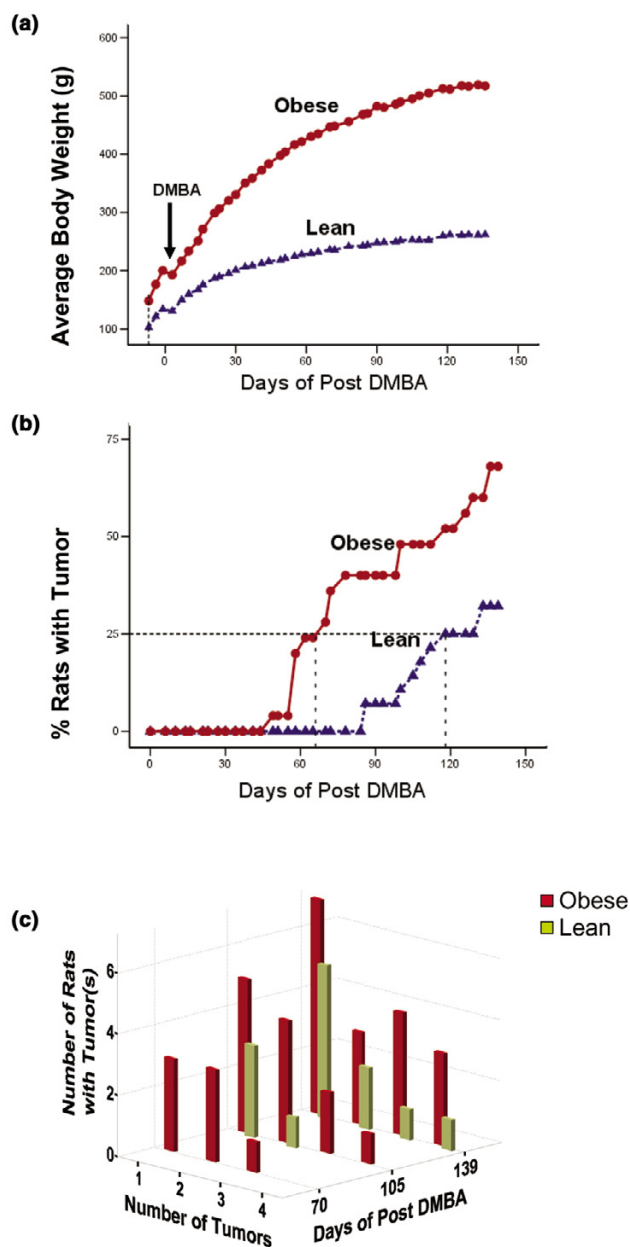 (a)
600
500
400
300
200
100
Average Body Weight (g)
Obese
DMBA
Lean
0
30
60
90
120
150
Days of Post DMBA
(b)
75
50
25
0
% Rats with Tumor
Obese
Lean
0
30
60
90
120
150
Days of Post DMBA
(c)
Obese
Lean
Number of Rats
with Tumor(s)
6
4
2
0
1
2
3
4
Number of Tumors
70
105
139
Days of Post DMBA